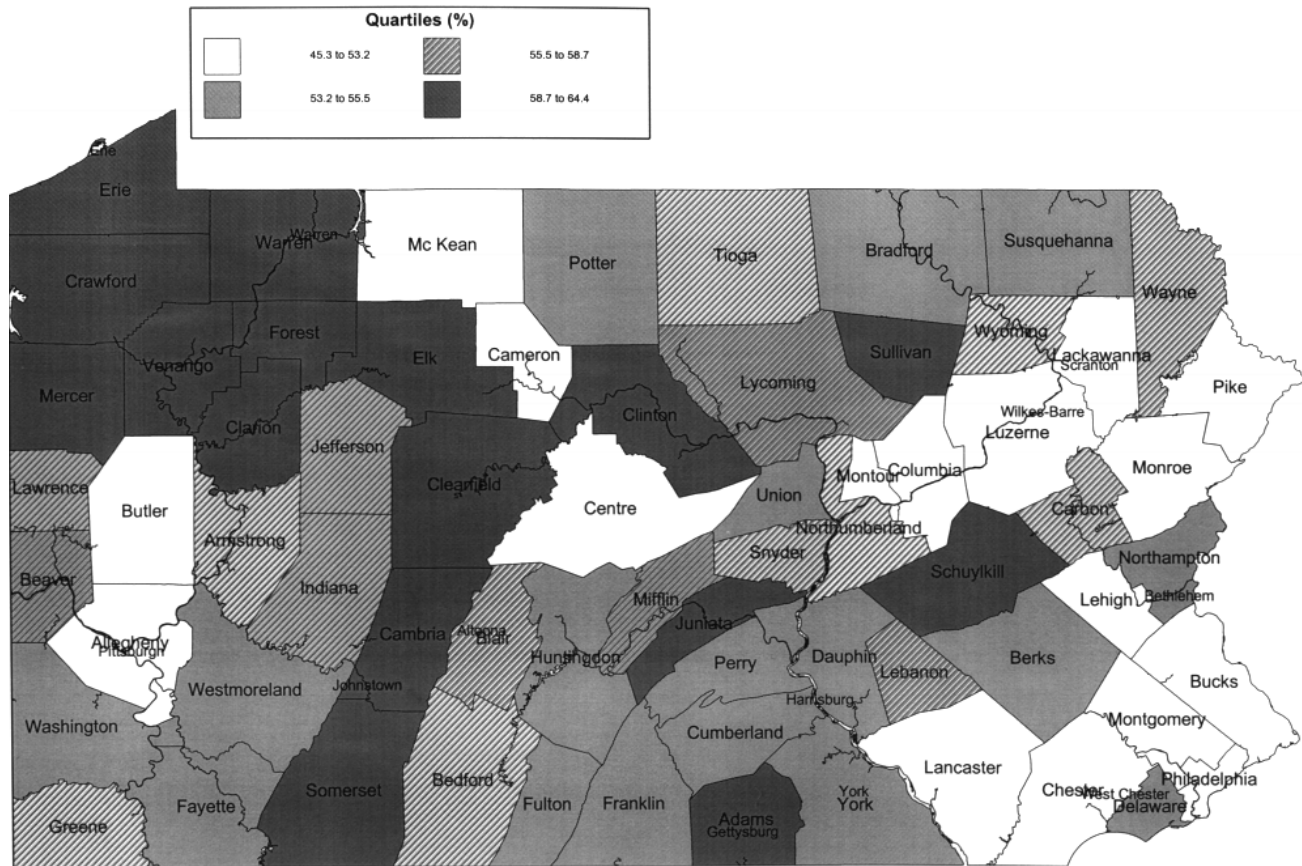 Quartiles (%)
45.3 to 53.2
55.5 to 58.7
53.2 to 55.5
58.7 to 64.4
Erie
Erie
Warren
Warren
Mc Kean
Potter
Tioga
Bradford
Susquehanna
Wayne
Crawford
Forest
Elk
Cameron
Sullivan
Wyoming
Lackawanna
Scranton
Pike
Mercer
Venango
Clarion
Jefferson
Clinton
Lycoming
Wilkes-Barre
Luzerne
Columbia
Montour
Monroe
Lawrence
Butler
Armstrong
Clearfield
Centre
Union
Northumberland
Carbon
Snyder
Beaver
Indiana
Mifflin
Schuylkill
Northampton
Bethlehem
Lehigh
Allegheny
Pittsburgh
Cambria
Altoona
Blair
Huntingdon
Juniata
Perry
Dauphin
Lebanon
Berks
Bucks
Westmoreland
Johnstown
Harrisburg
Washington
Cumberland
Montgomery
Lancaster
Philadelphia
Greene
Fayette
Somerset
Bedford
Fulton
Franklin
Adams
Gettysburg
York
York
Chester
West Chester
Delaware